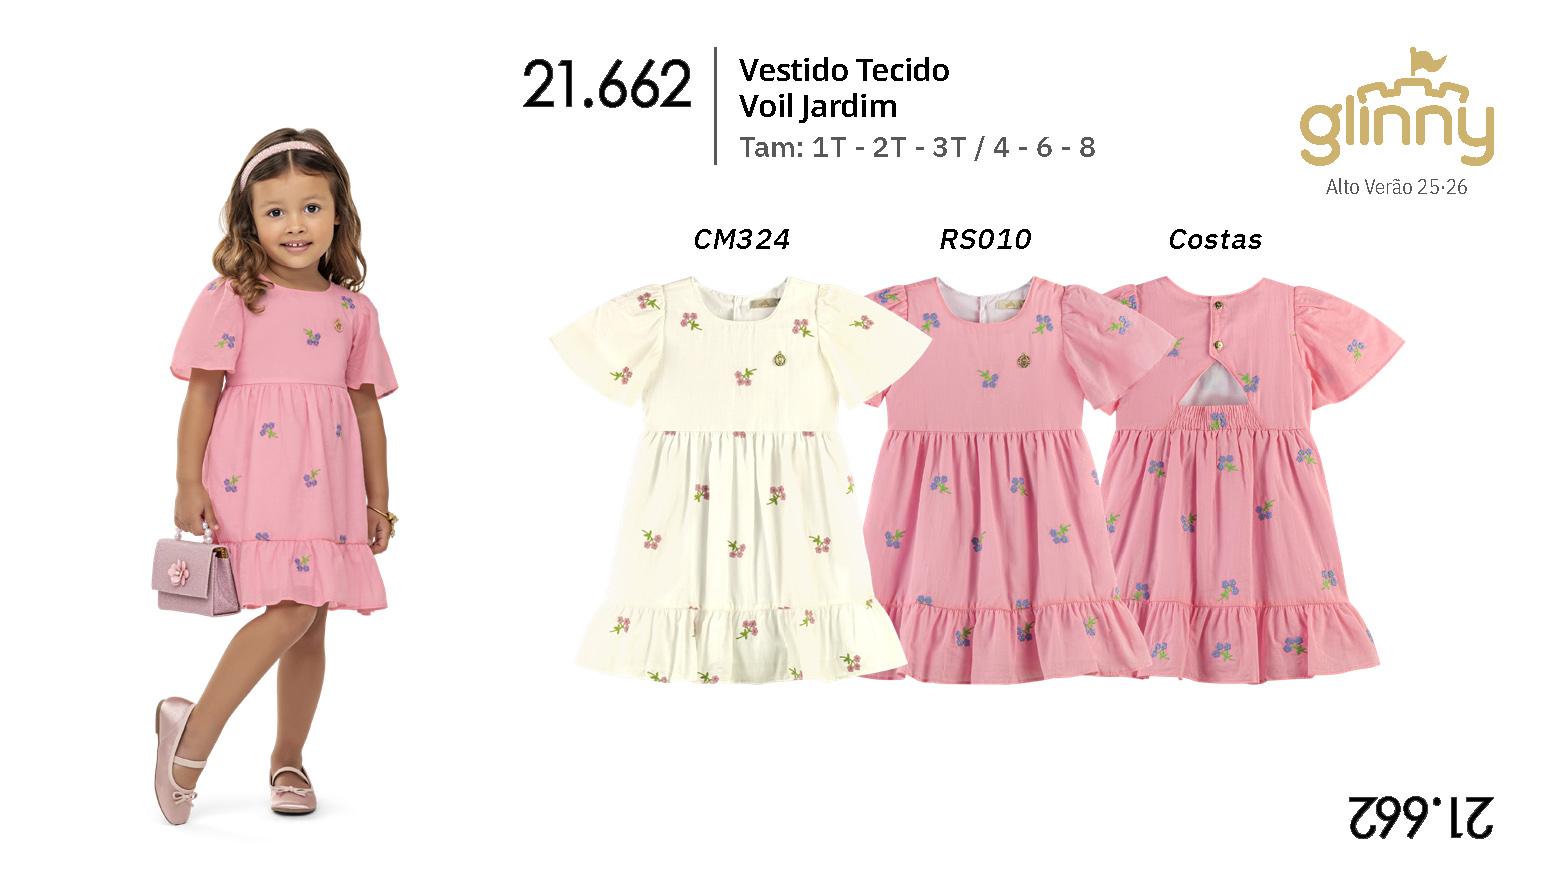 21.662
Vestido Tecido
Voil Jardim
Tam: 1T - 2T - 3T / 4 - 6 - 8
glinny
Alto Verão 25·26
CM324
RS010
Costas
21.662